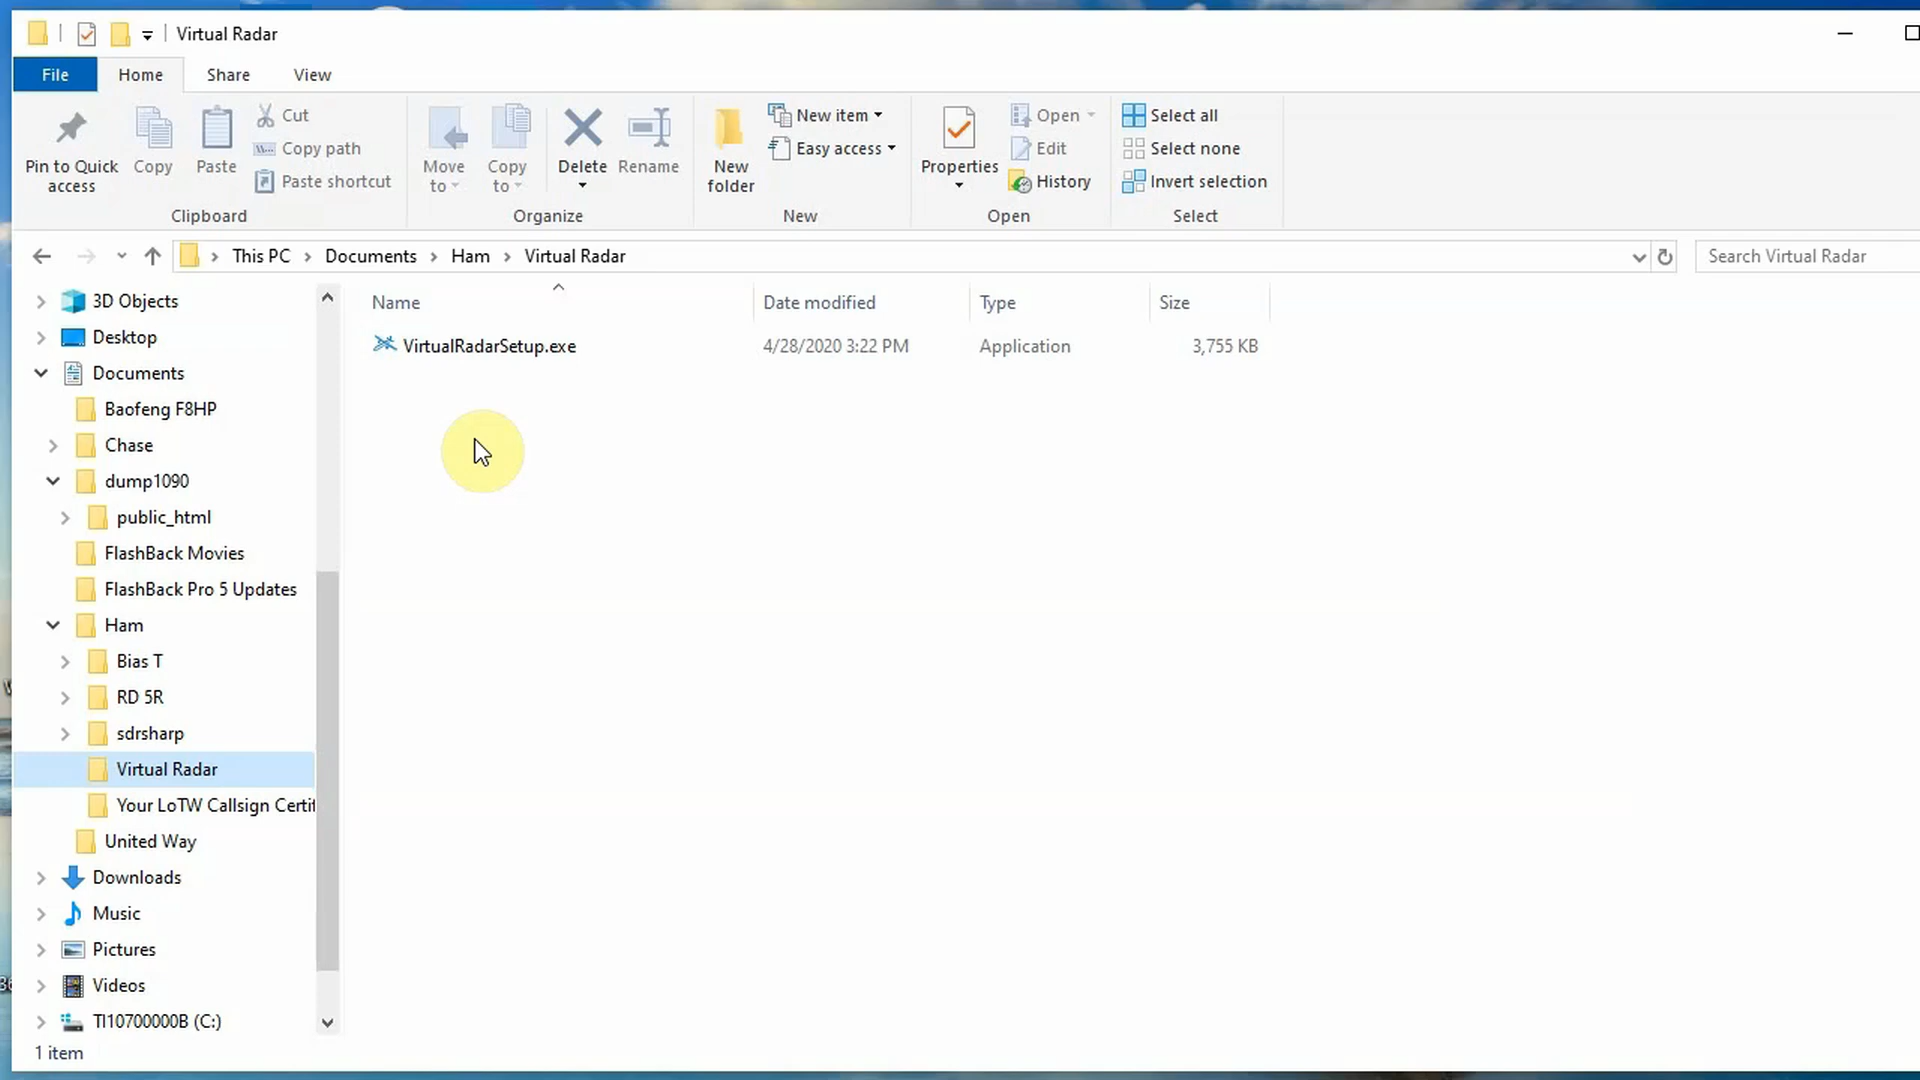 Virtual Radar
File
Home
Share
View
Pin to Quick
access
Copy
Paste
Cut
Copy path
Paste shortcut
Clipboard
Move
to
Copy
to
Delete
Rename
Organize
New
folder
New item
Easy access
New
Properties
Open
Edit
History
Open
Select all
Select none
Invert selection
Select
This PC
Documents
Ham
Virtual Radar
Search Virtual Radar
3D Objects
Desktop
Documents
Baofeng F8HP
Chase
dump1090
public_html
FlashBack Movies
FlashBack Pro 5 Updates
Ham
Bias T
RD 5R
sdrsharp
Virtual Radar
Your LoTW Callsign Certif
United Way
Downloads
Music
Pictures
Videos
TI10700000B (C:)
Name
Date modified
Type
Size
VirtualRadarSetup.exe
4/28/2020 3:22 PM
Application
3,755 KB
1 item